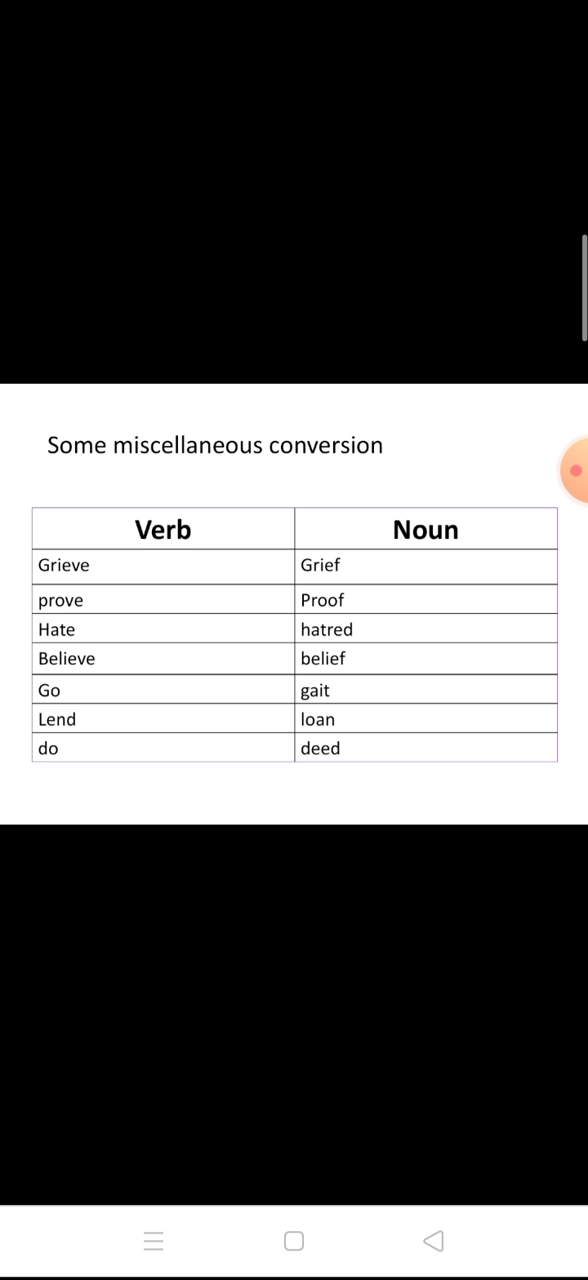 Some miscellaneous conversion
Verb Noun
Grieve Grief
prove Proof
Hate hatred
Believe belief
Go gait
Lend loan
do deed